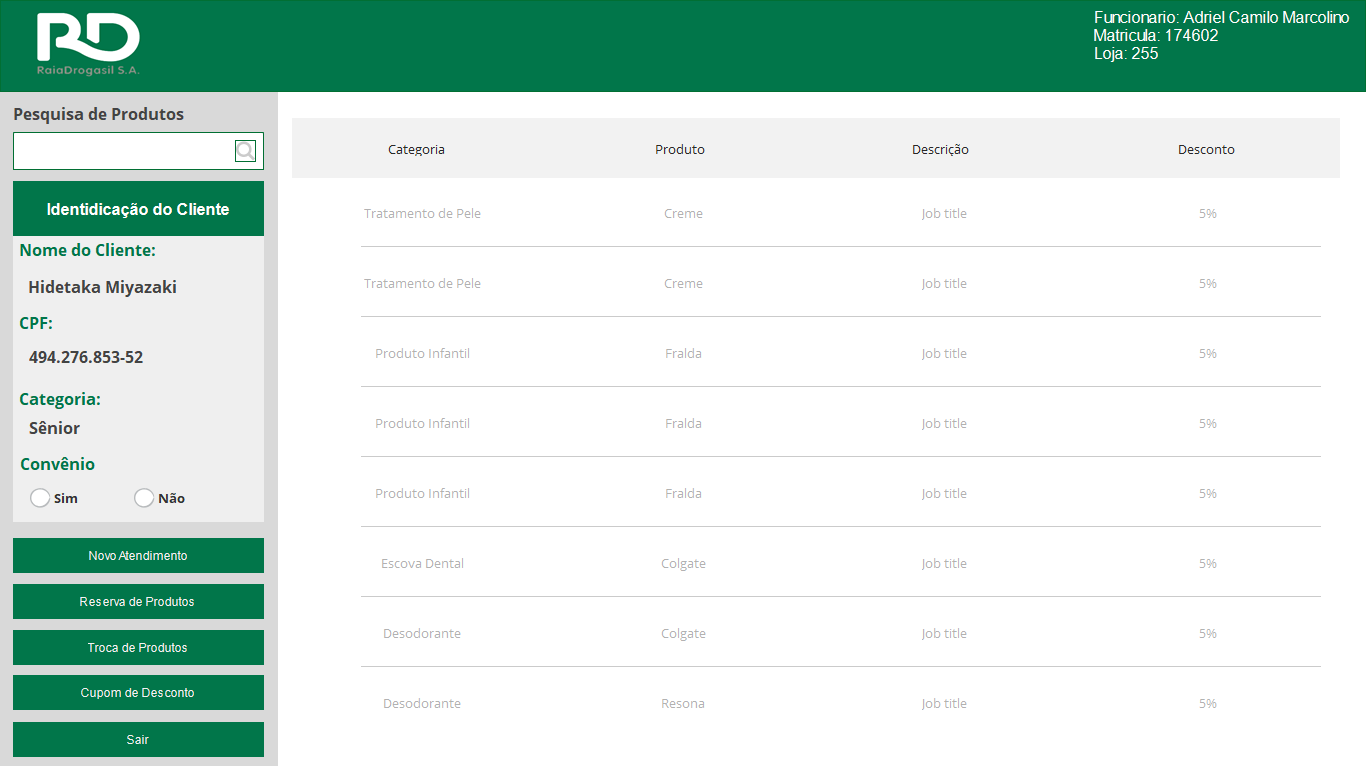 RD
RaiaDrogasil S.A.
Funcionario: Adriel Camilo Marcolino
Matricula: 174602
Loja: 255
Pesquisa de Produtos
Identidicação do Cliente
Nome do Cliente:
Hidetaka Miyazaki
CPF:
494.276.853-52
Categoria:
Sênior
Convênio
Sim Não
Novo Atendimento
Reserva de Produtos
Troca de Produtos
Cupom de Desconto
Sair
Categoria Produto Descrição Desconto
Tratamento de Pele Creme Job title 5%
Tratamento de Pele Creme Job title 5%
Produto Infantil Fralda Job title 5%
Produto Infantil Fralda Job title 5%
Produto Infantil Fralda Job title 5%
Escova Dental Colgate Job title 5%
Desodorante Colgate Job title 5%
Desodorante Resona Job title 5%